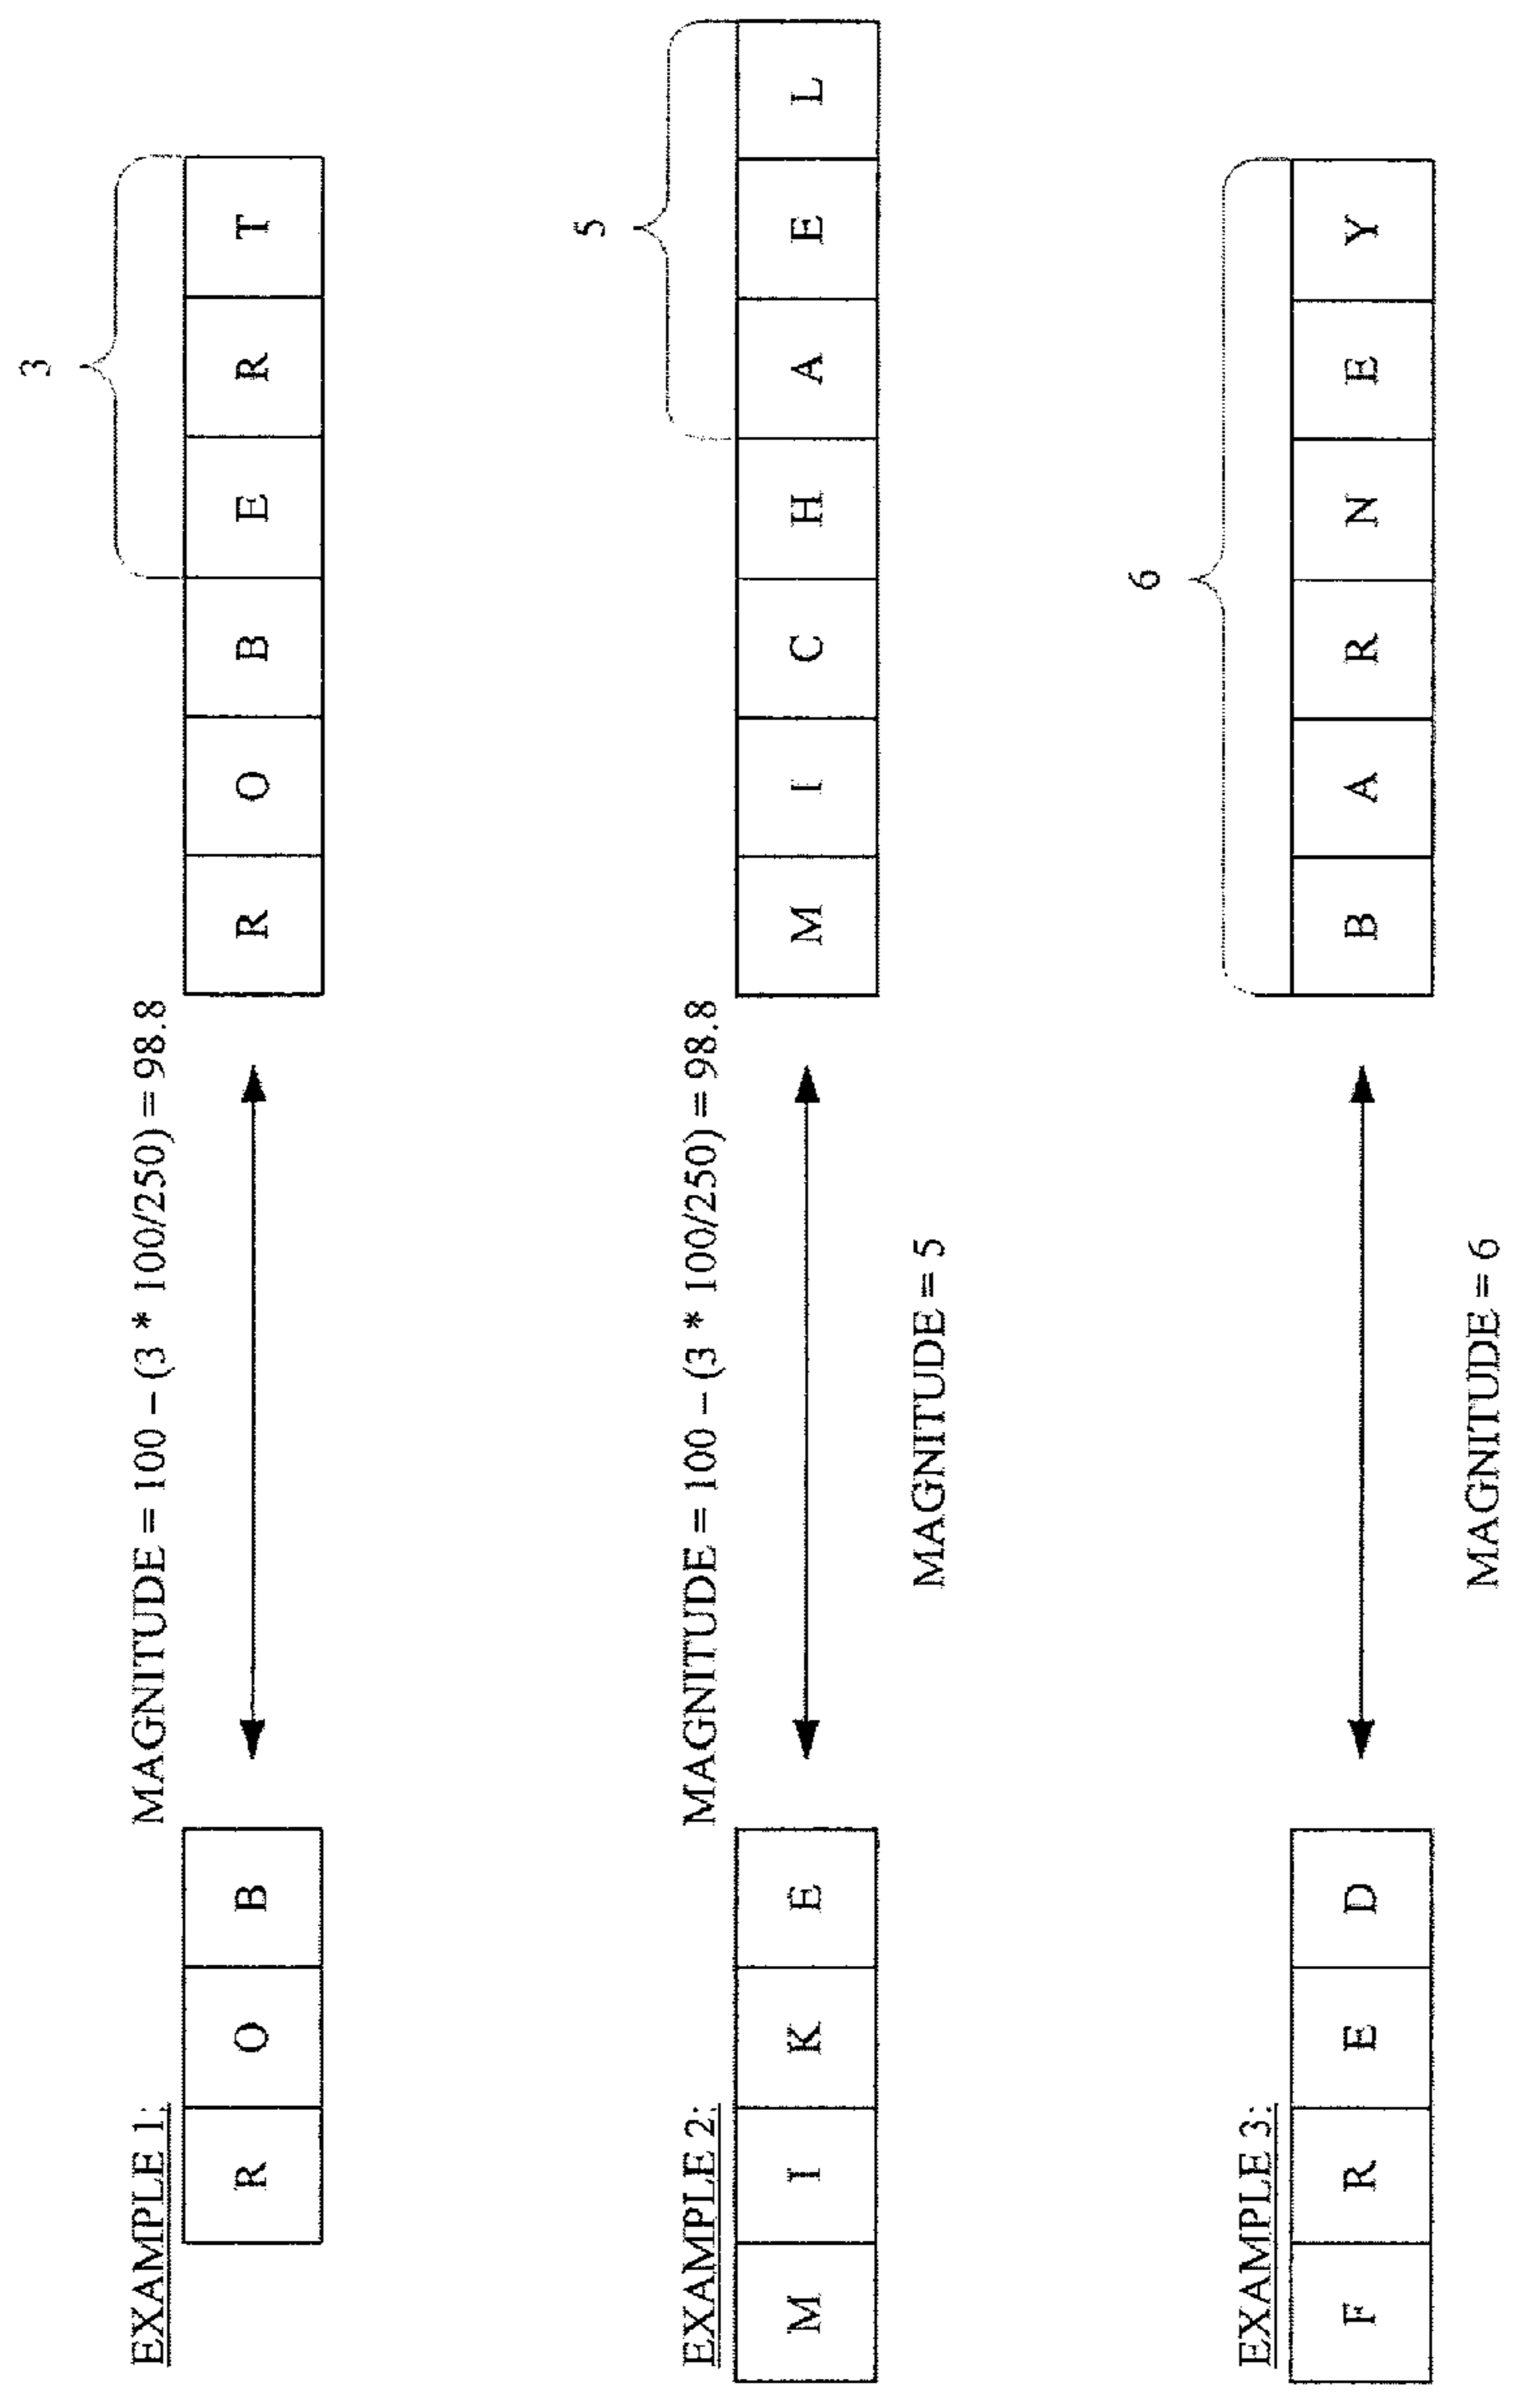 EXAMPLE 1:
MAGNITUDE = 100 – (3 * 100/250) = 98.8
3
R O B
R O B E R T
EXAMPLE 2:
MAGNITUDE = 100 – (3 * 100/250) = 98.8
5
M I K E
M I C H A E L
MAGNITUDE = 5
EXAMPLE 3:
6
F R E D
B A R N E Y
MAGNITUDE = 6